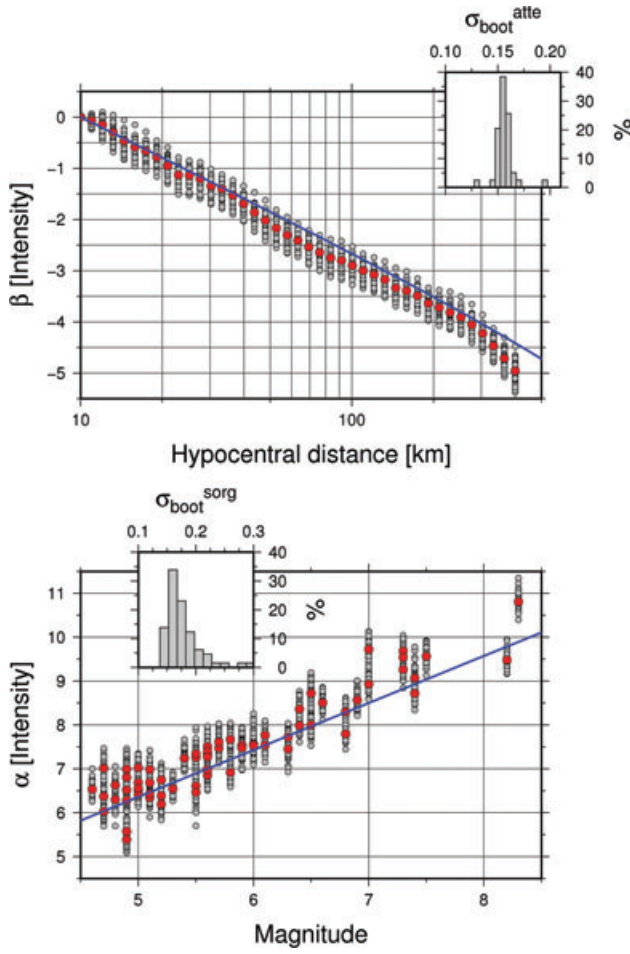 σboot^atte
0.10 0.15 0.20
40
30
20
10
0
%
0
−1
−2
−3
−4
−5
β [Intensity]
10 100
Hypocentral distance [km]
σboot^sorg
0.1 0.2 0.3
40
30
20
10
0
%
11
10
9
8
7
6
5
α [Intensity]
5 6 7 8
Magnitude